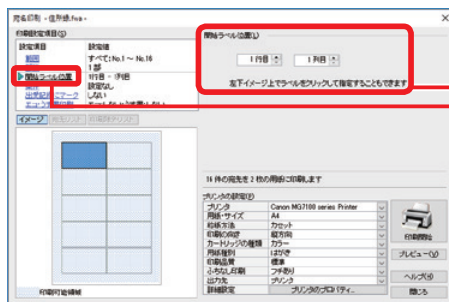 宛名印刷 - 住所録.fwa -
印刷設定項目(S)
設定項目 設定値
範囲 すべて:No.1 ～ No.16
1 部
開始ラベル位置 1行目 - 1列目
設定なし
しない
開始ラベル位置(L)
1 行目 1 列目
左下イメージ上でラベルをクリックして指定することもできます
イメージ
16 件の宛先を 2 枚の用紙に印刷します
プリンタの設定(E)
プリンタ Canon MG7100 series Printer
用紙・サイズ A4
給紙方法 カセット
印刷の向き 縦方向
カートリッジの種類 カラー
用紙種別 はがき
印刷品質 標準
ふちなし印刷 フチあり
出力先 プリンタ
詳細設定 プリンタのプロパティ...
印刷開始
プレビュー(V)
ヘルプ(H)
閉じる
印刷可能領域